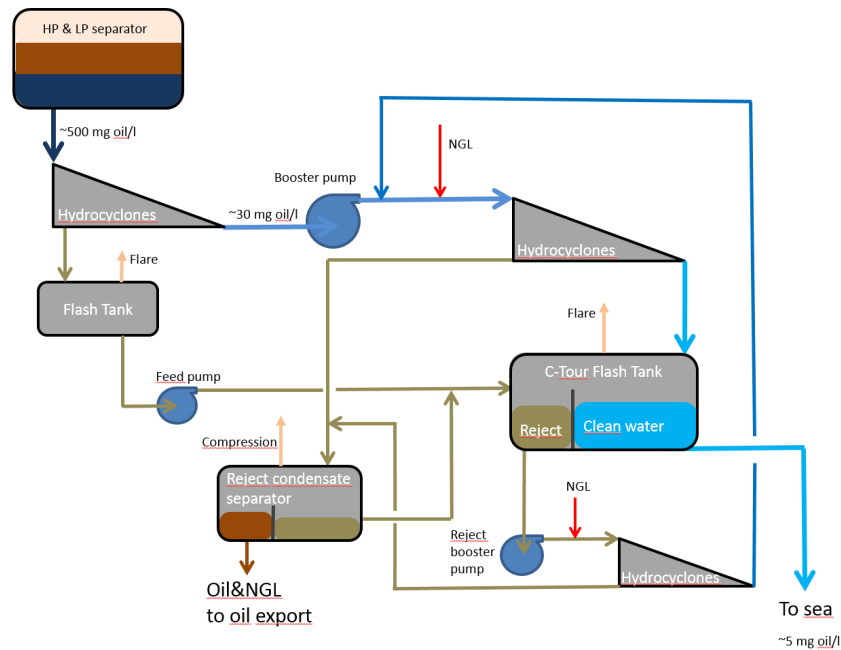 HP & LP separator
~500 mg oil/l
NGL
Booster pump
Hydrocyclones
~30 mg oil/l
Hydrocyclones
Flare
Flash Tank
Flare
C-Tour Flash Tank
Feed pump
Reject
Clean water
Compression
Reject condensate
separator
NGL
Reject
booster
pump
Hydrocyclones
Oil&NGL
to oil export
To sea
~5 mg oil/l